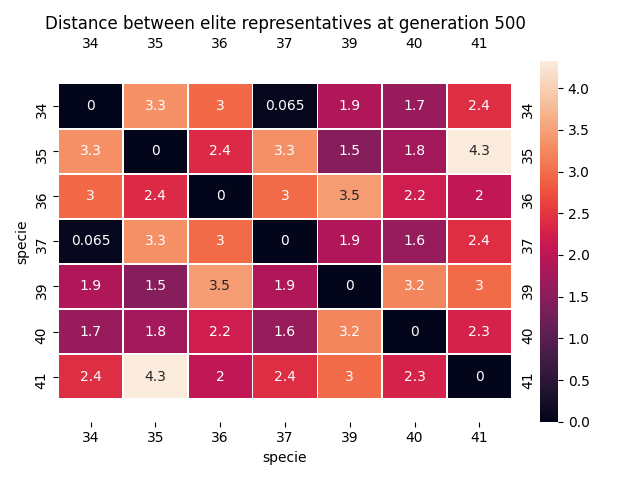 Distance between elite representatives at generation 500
34 35 36 37 39 40 41
34 0 3.3 3 0.065 1.9 1.7 2.4 34
35 3.3 0 2.4 3.3 1.5 1.8 4.3 35
36 3 2.4 0 3 3.5 2.2 2 36
specie
37 0.065 3.3 3 0 1.9 1.6 2.4 37
39 1.9 1.5 3.5 1.9 0 3.2 3 39
40 1.7 1.8 2.2 1.6 3.2 0 2.3 40
41 2.4 4.3 2 2.4 3 2.3 0 41
34 35 36 37 39 40 41
specie
4.0
3.5
3.0
2.5
2.0
1.5
1.0
0.5
0.0